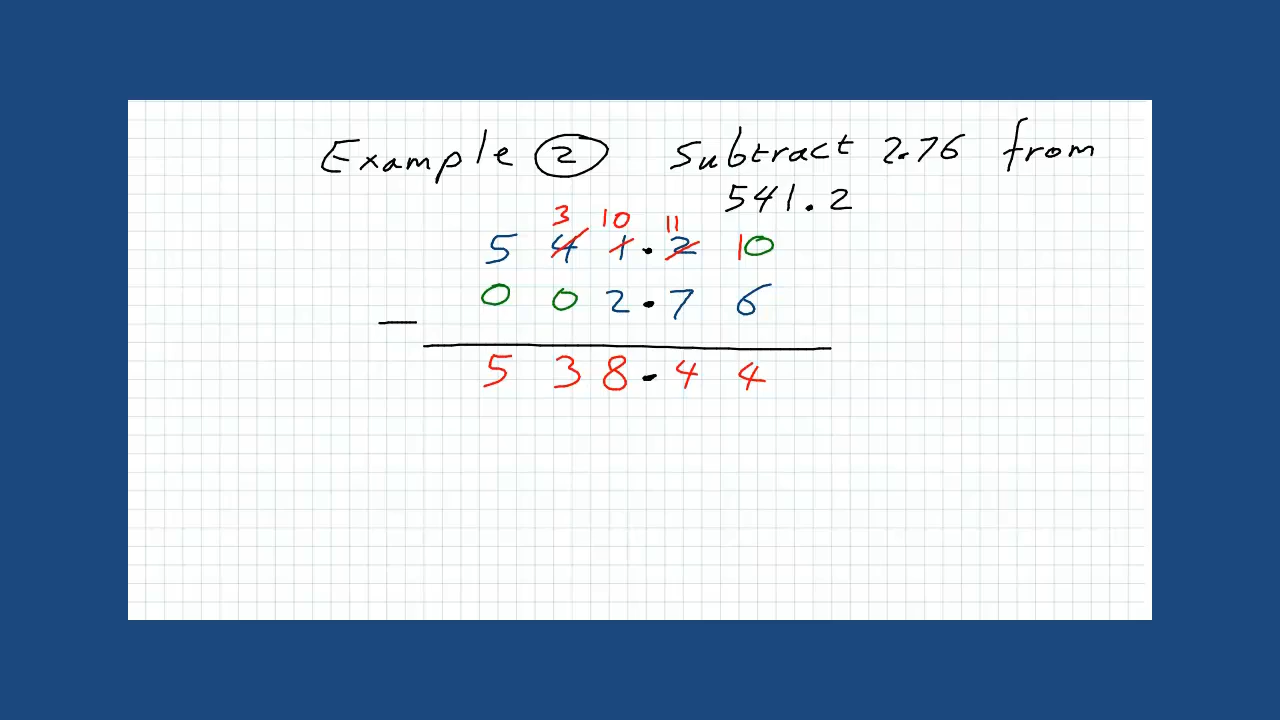 Example 2 Subtract 2.76 from
541.2
3 10 11
5 4 1 . 2 10
0 0 2 . 7 6
—
5 3 8 . 4 4